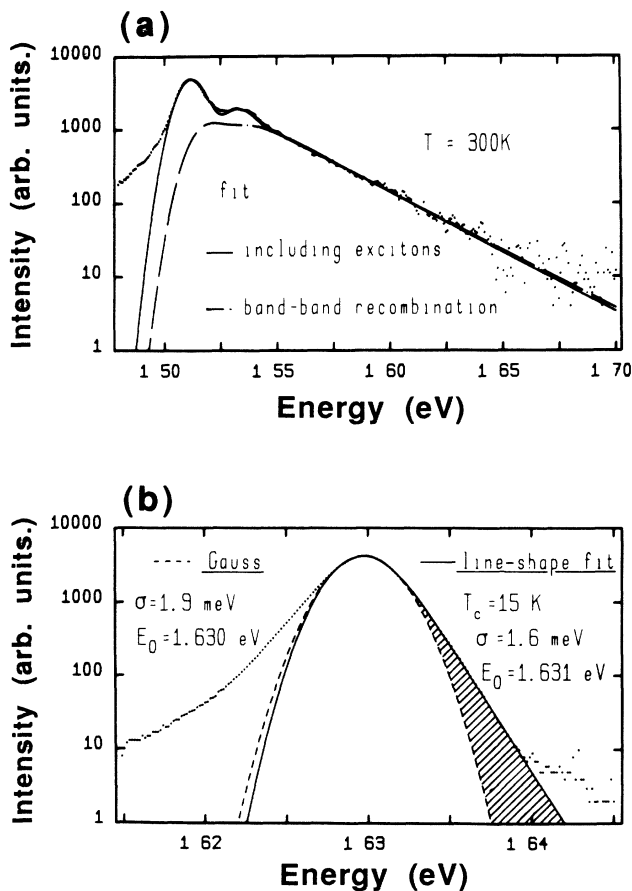 (a)
Intensity (arb. units.)
10000
1000
100
10
1
T = 300K
fit
including excitons
band-band recombination
1 50
1 55
1 60
1 65
1 70
Energy (eV)
(b)
Intensity (arb. units.)
10000
1000
100
10
1
Gauss
σ=1.9 meV
E0=1.630 eV
line-shape fit
Tc=15 K
σ=1.6 meV
E0=1.631 eV
1 62
1 63
1 64
Energy (eV)